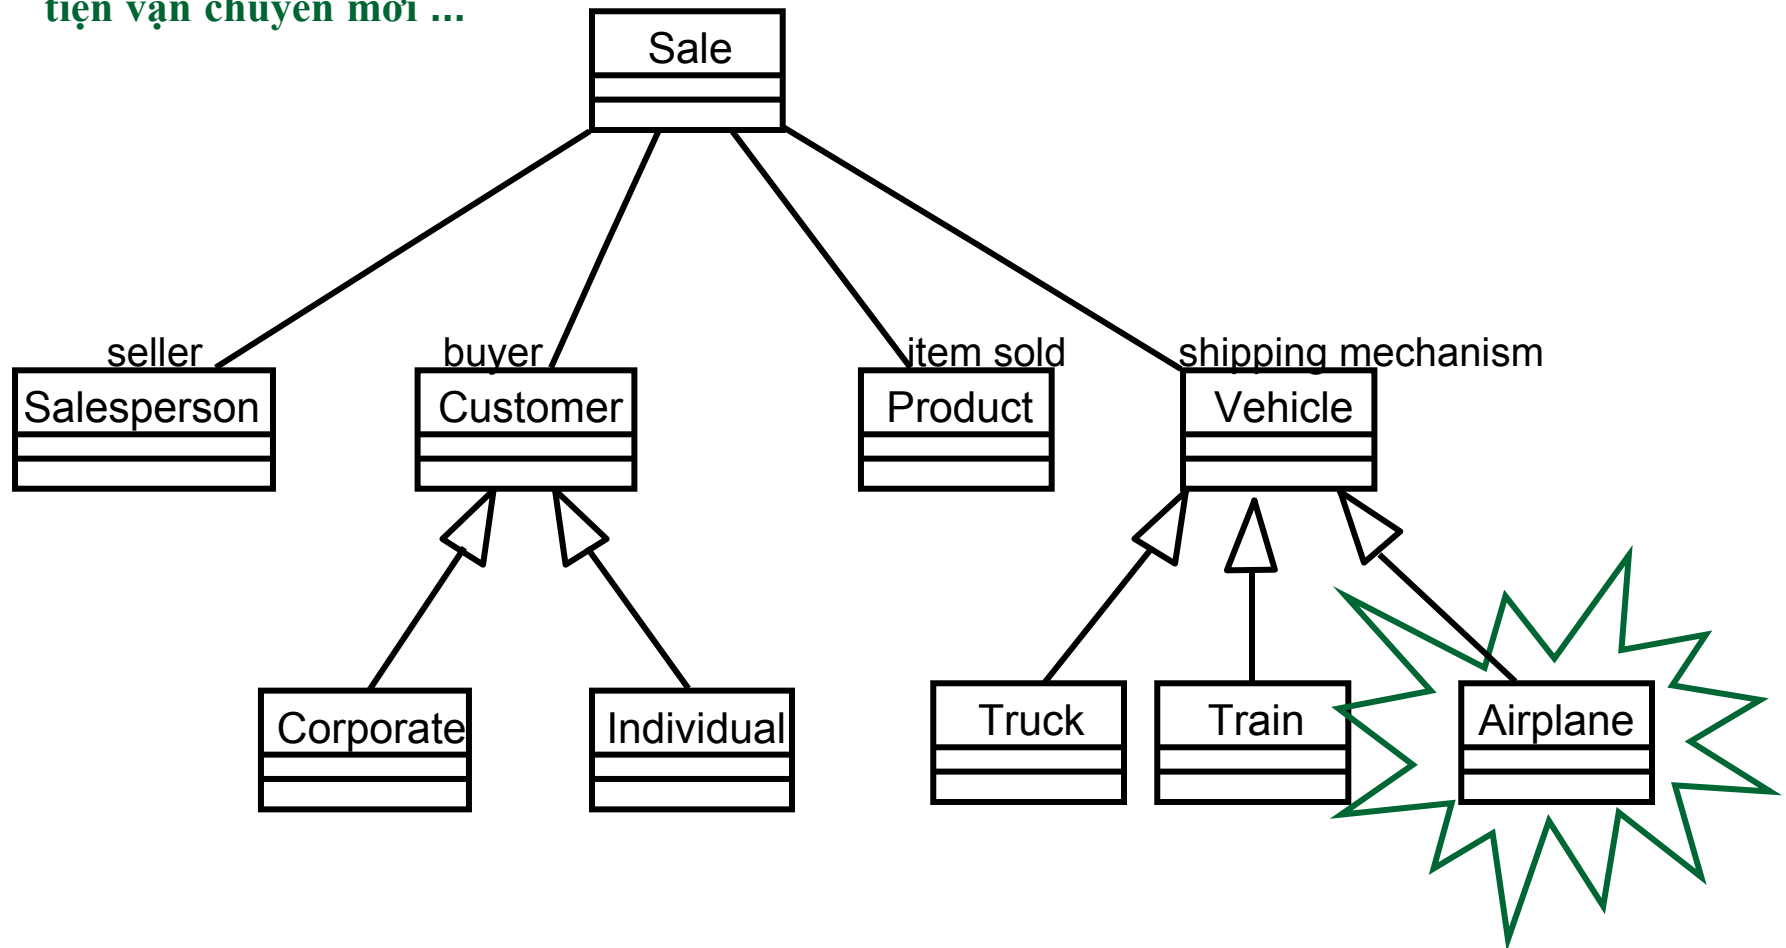 tiện vận chuyển mới ...
Sale
seller
buyer
item sold
shipping mechanism
Salesperson
Customer
Product
Vehicle
Corporate
Individual
Truck
Train
Airplane